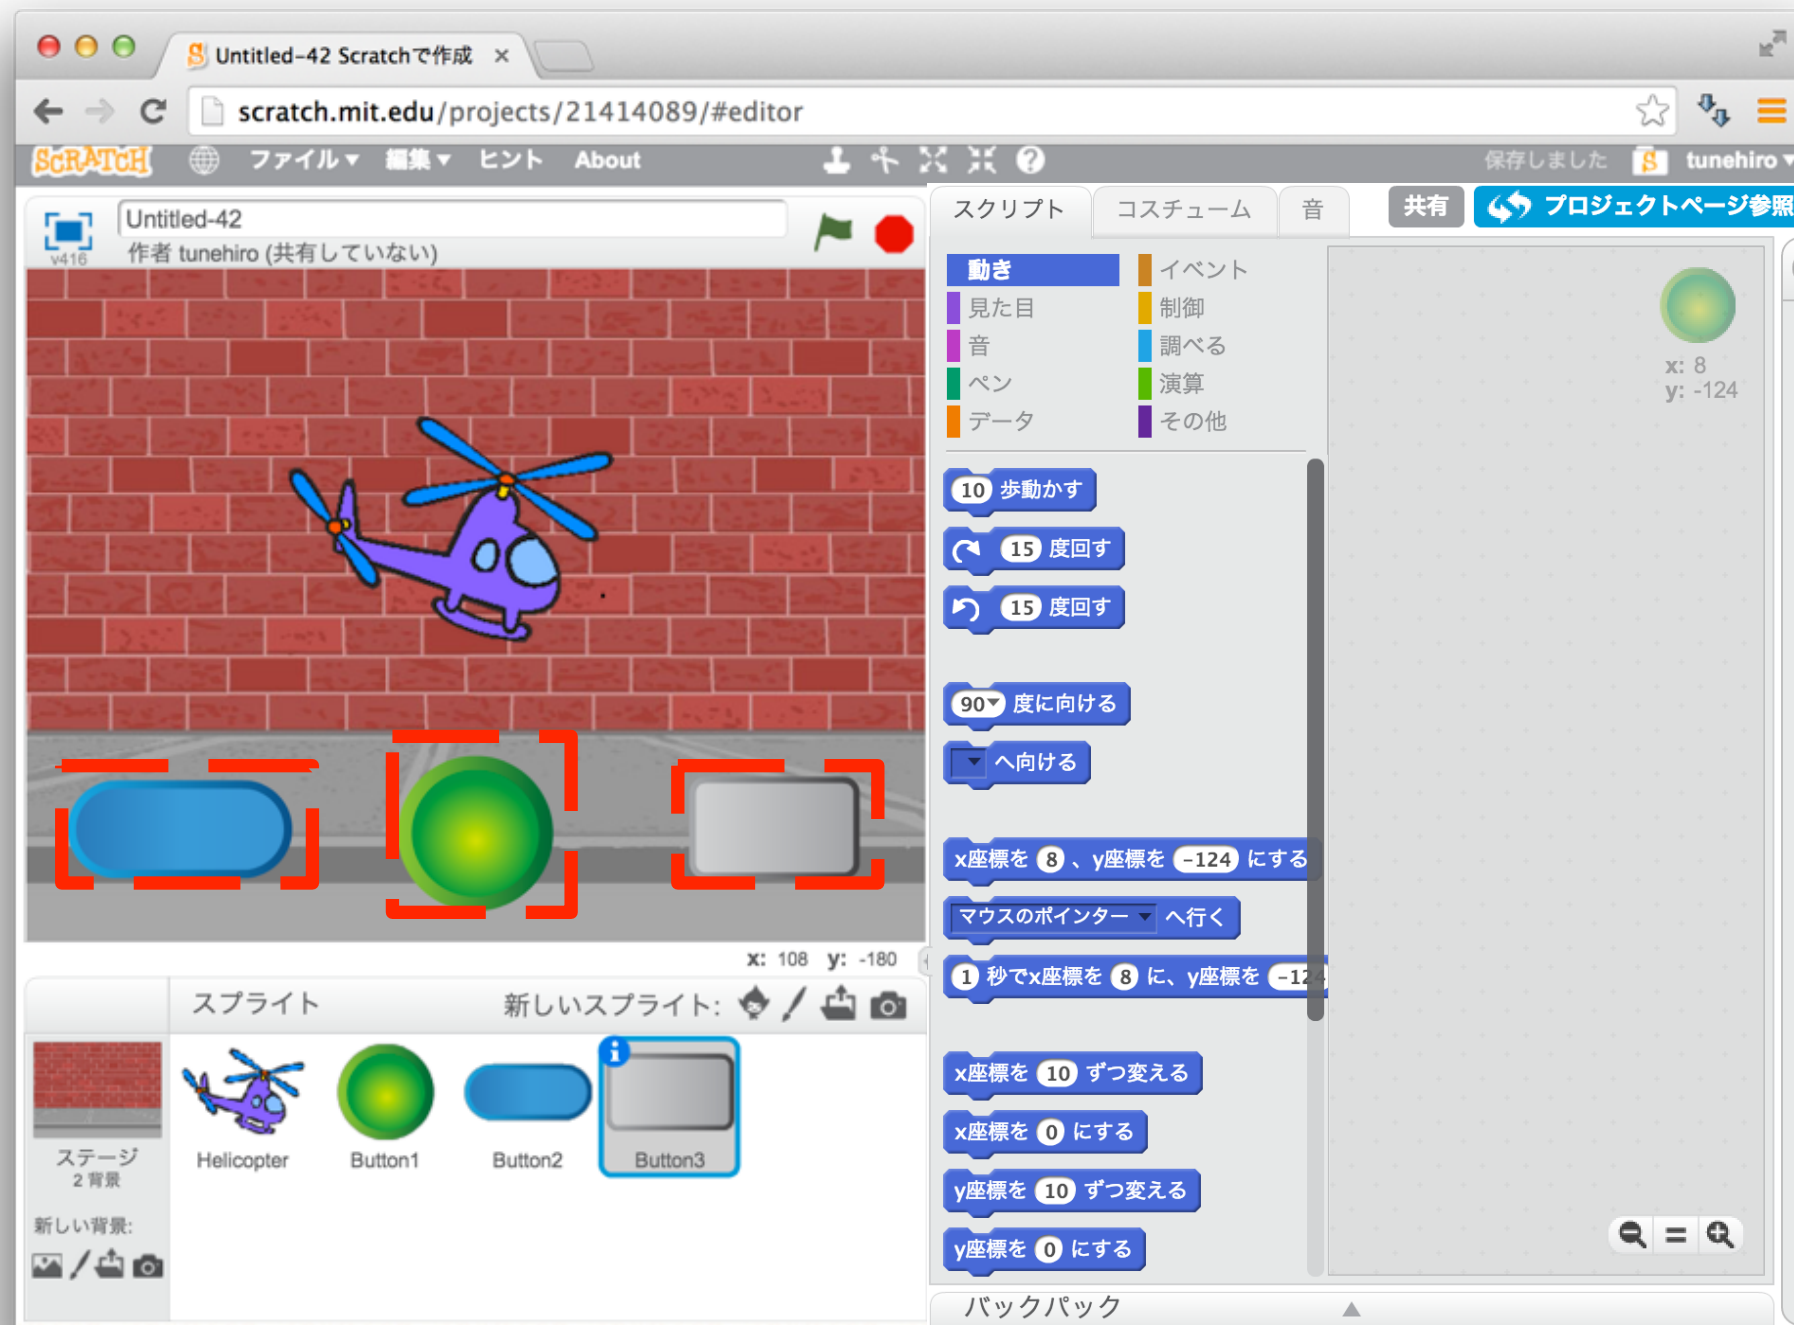 Untitled-42 Scratchで作成
scratch.mit.edu/projects/21414089/#editor
SCRATCH ファイル 編集 ヒント About 保存しました tunehiro
v416
Untitled-42
作者 tunehiro (共有していない)
スクリプト コスチューム 音 共有 プロジェクトページ参照
動き イベント
見た目 制御
音 調べる
ペン 演算
データ その他
x: 8
y: -124
10 歩動かす
15 度回す
15 度回す
90 度に向ける
へ向ける
x座標を 8 、y座標を -124 にする
マウスのポインター へ行く
1 秒でx座標を 8 に、y座標を -124
x座標を 10 ずつ変える
x座標を 0 にする
y座標を 10 ずつ変える
y座標を 0 にする
x: 108 y: -180
スプライト 新しいスプライト:
Helicopter Button1 Button2 Button3
ステージ
2 背景
新しい背景:
バックパック